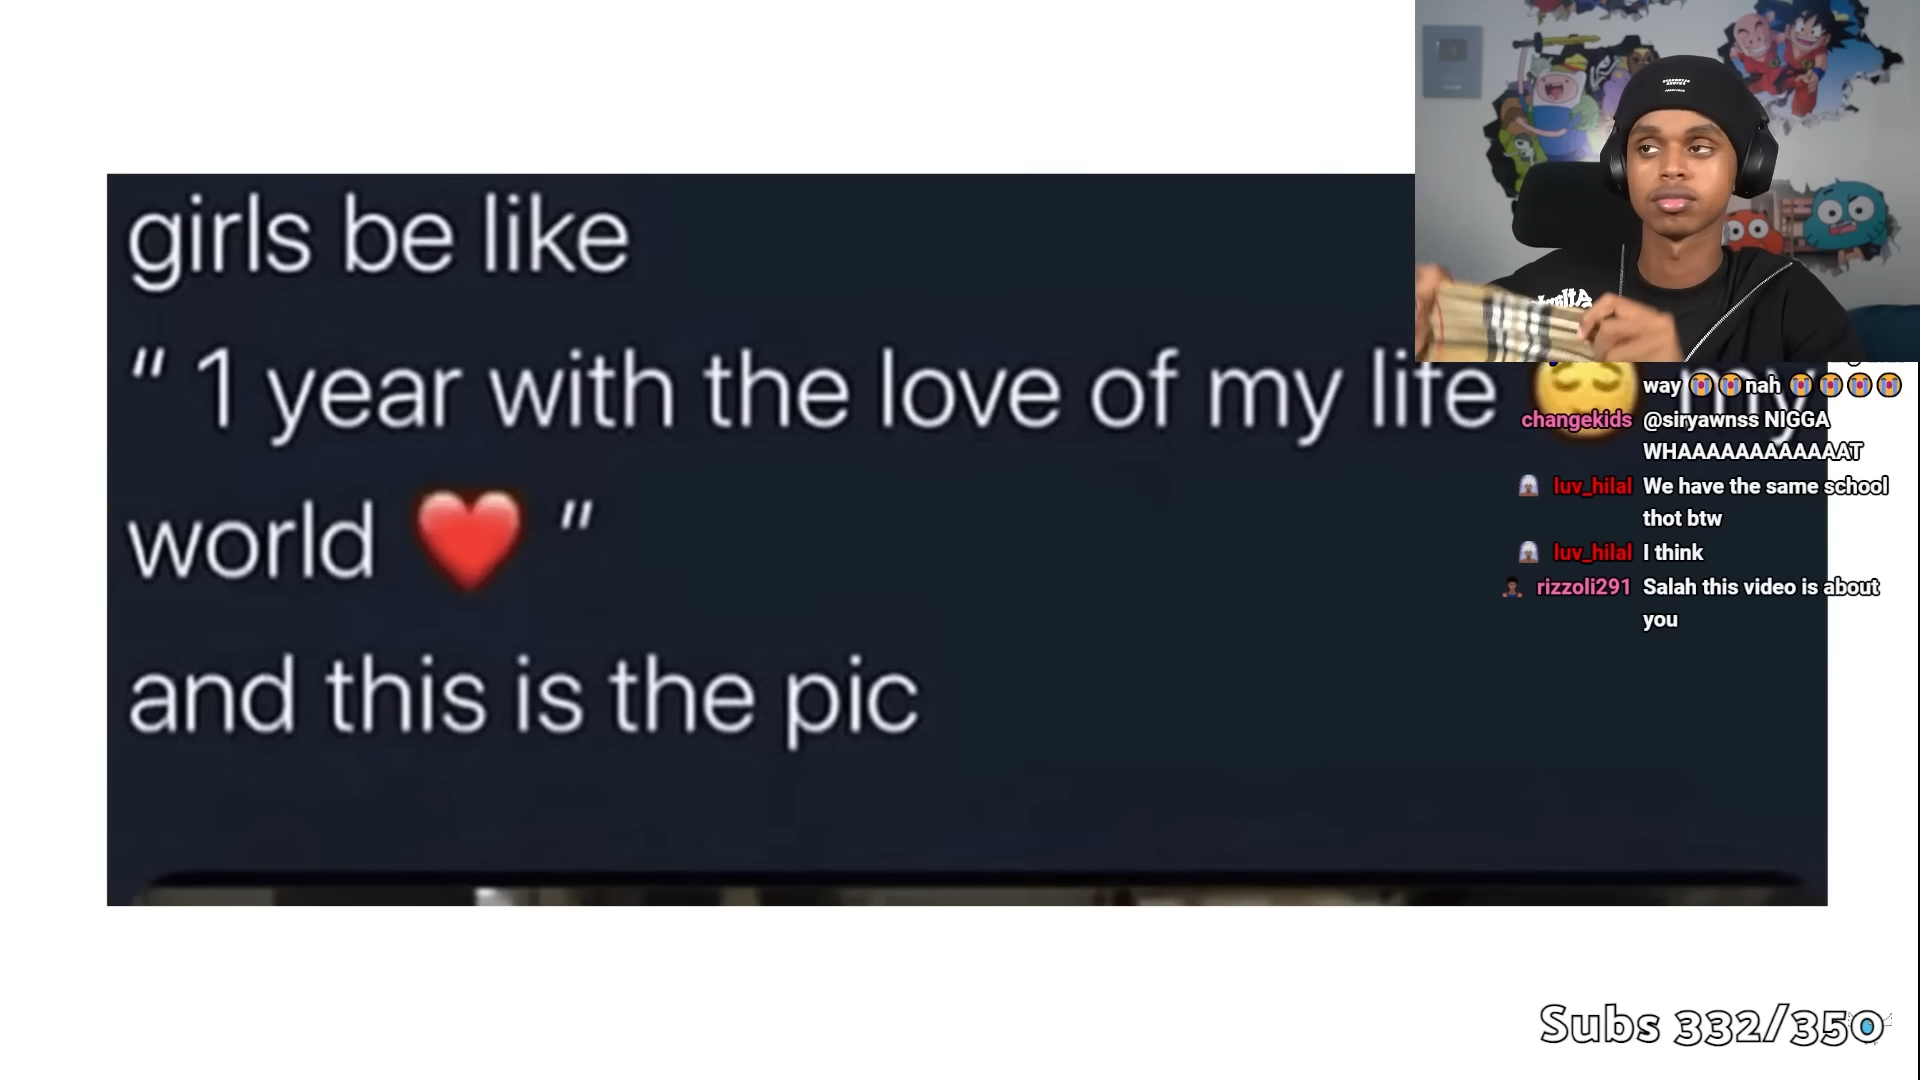 girls be like
“ 1 year with the love of my life 😔 my
world ❤️ ”
and this is the pic
way 😭😭nah 😭😭😭😭
changekids @siryawnss NIGGA
WHAAAAAAAAAAAAT
luv_hilal We have the same school
thot btw
luv_hilal I think
rizzoli291 Salah this video is about
you
Subs 332/350